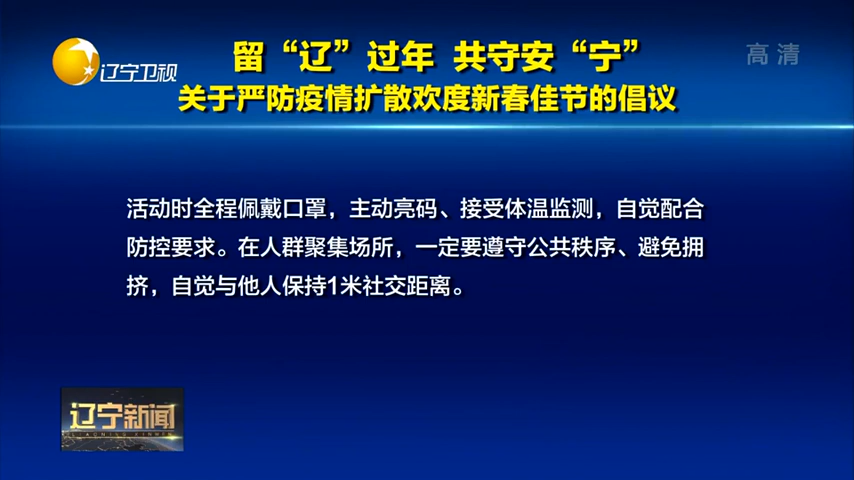 留“辽”过年 共守安“宁”
高清
辽宁卫视
关于严防疫情扩散欢度新春佳节的倡议
活动时全程佩戴口罩，主动亮码、接受体温监测，自觉配合
防控要求。在人群聚集场所，一定要遵守公共秩序、避免拥
挤，自觉与他人保持1米社交距离。
辽宁新闻
LIAONING XINWEN